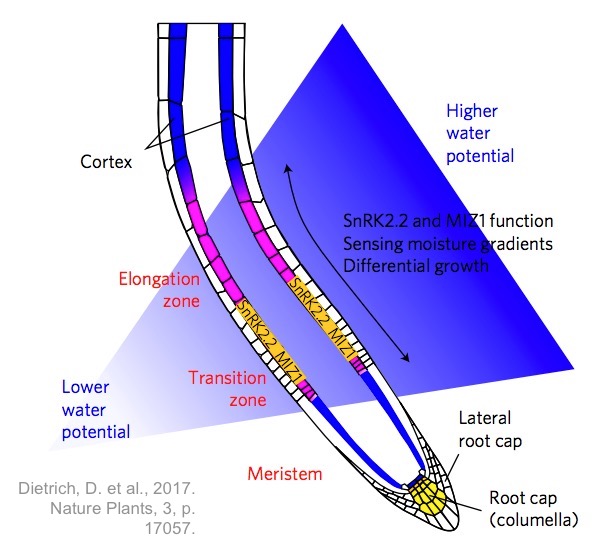 Higher
water
potential
Cortex
SnRK2.2 and MIZ1 function
Sensing moisture gradients
Differential growth
Elongation
zone
SnRK2.2 MIZ1
SnRK2.2 MIZ1
Transition
zone
Lower
water
potential
Lateral
root cap
Meristem
Dietrich, D. et al., 2017.
Nature Plants, 3, p.
17057.
Root cap
(columella)